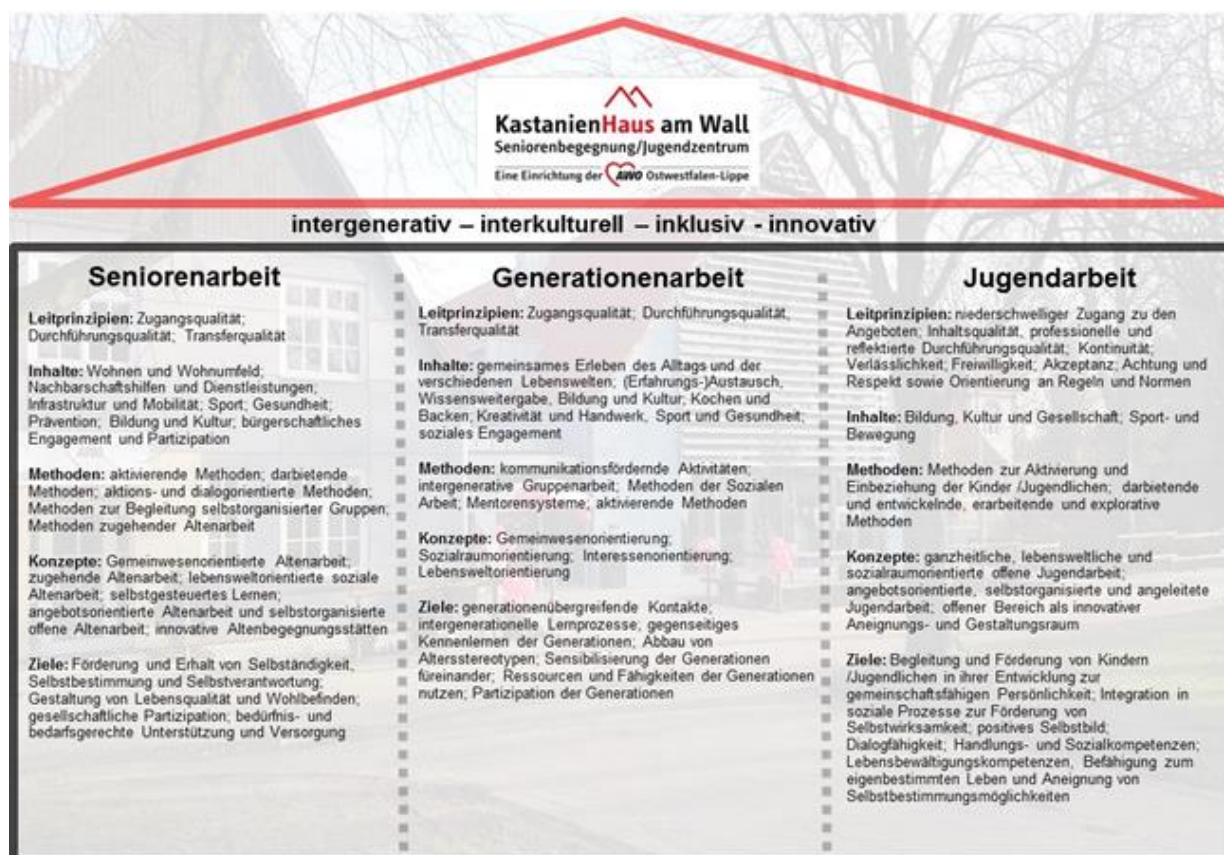 KastanienHaus am Wall
Seniorenbegegnung/Jugendzentrum
Eine Einrichtung der AWO Ostwestfalen-Lippe
intergenerativ – interkulturell – inklusiv - innovativ
Seniorenarbeit
Leitprinzipien: Zugangsqualität;
Durchführungsqualität; Transferqualität
Inhalte: Wohnen und Wohnumfeld;
Nachbarschaftshilfen und Dienstleistungen;
Infrastruktur und Mobilität; Sport; Gesundheit;
Prävention; Bildung und Kultur; bürgerschaftliches
Engagement und Partizipation
Methoden: aktivierende Methoden; darbietende
Methoden; aktions- und dialogorientierte Methoden;
Methoden zur Begleitung selbstorganisierter Gruppen;
Methoden zugehender Altenarbeit
Konzepte: Gemeinwesenorientierte Altenarbeit;
zugehende Altenarbeit; lebensweltorientierte soziale
Altenarbeit; selbstgesteuertes Lernen;
angebotsorientierte Altenarbeit und selbstorganisierte
offene Altenarbeit; innovative Altenbegegnungsstätten
Ziele: Förderung und Erhalt von Selbständigkeit,
Selbstbestimmung und Selbstverantwortung;
Gestaltung von Lebensqualität und Wohlbefinden;
gesellschaftliche Partizipation; bedürfnis- und
bedarfsgerechte Unterstützung und Versorgung
Generationenarbeit
Leitprinzipien: Zugangsqualität; Durchführungsqualität,
Transferqualität
Inhalte: gemeinsames Erleben des Alltags und der
verschiedenen Lebenswelten; (Erfahrungs-)Austausch,
Wissensweitergabe, Bildung und Kultur; Kochen und
Backen; Kreativität und Handwerk, Sport und Gesundheit;
soziales Engagement
Methoden: kommunikationsfördernde Aktivitäten;
intergenerative Gruppenarbeit; Methoden der Sozialen
Arbeit; Mentorensysteme; aktivierende Methoden
Konzepte: Gemeinwesenorientierung;
Sozialraumorientierung; Interessenorientierung;
Lebensweltorientierung
Ziele: generationenübergreifende Kontakte;
intergenerationelle Lernprozesse; gegenseitiges
Kennenlernen der Generationen; Abbau von
Altersstereotypen; Sensibilisierung der Generationen
füreinander; Ressourcen und Fähigkeiten der Generationen
nutzen; Partizipation der Generationen
Jugendarbeit
Leitprinzipien: niederschwelliger Zugang zu den
Angeboten; Inhaltsqualität, professionelle und
reflektierte Durchführungsqualität; Kontinuität;
Verlässlichkeit; Freiwilligkeit; Akzeptanz; Achtung und
Respekt sowie Orientierung an Regeln und Normen
Inhalte: Bildung, Kultur und Gesellschaft; Sport- und
Bewegung
Methoden: Methoden zur Aktivierung und
Einbeziehung der Kinder /Jugendlichen; darbietende
und entwickelnde, erarbeitende und explorative
Methoden
Konzepte: ganzheitliche, lebensweltliche und
sozialraumorientierte offene Jugendarbeit;
angebotsorientierte, selbstorganisierte und angeleitete
Jugendarbeit; offener Bereich als innovativer
Aneignungs- und Gestaltungsraum
Ziele: Begleitung und Förderung von Kindern
/Jugendlichen in ihrer Entwicklung zur
gemeinschaftsfähigen Persönlichkeit; Integration in
soziale Prozesse zur Förderung von
Selbstwirksamkeit; positives Selbstbild;
Dialogfähigkeit; Handlungs- und Sozialkompetenzen;
Lebensbewältigungskompetenzen, Befähigung zum
eigenbestimmten Leben und Aneignung von
Selbstbestimmungsmöglichkeiten